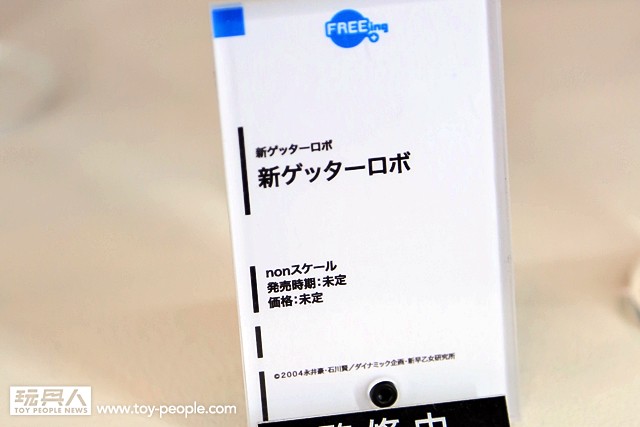 FREEing
新ゲッターロボ
新ゲッターロボ
nonスケール
発売時期:未定
価格:未定
©2004永井豪・石川賢/ダイナミック企画・新早乙女研究所
監修中
玩具人
TOY PEOPLE NEWS
www.toy-people.com